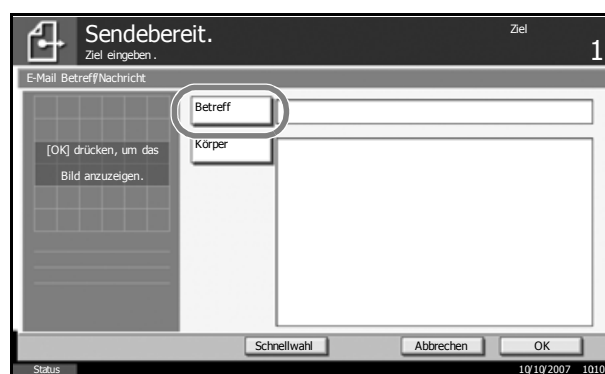 Sendebereit.
Ziel eingeben.
Ziel
1
E-Mail Betreff/Nachricht
Betreff
Körper
[OK] drücken, um das
Bild anzuzeigen.
Schnellwahl
Abbrechen
OK
Status
10/10/2007 1010